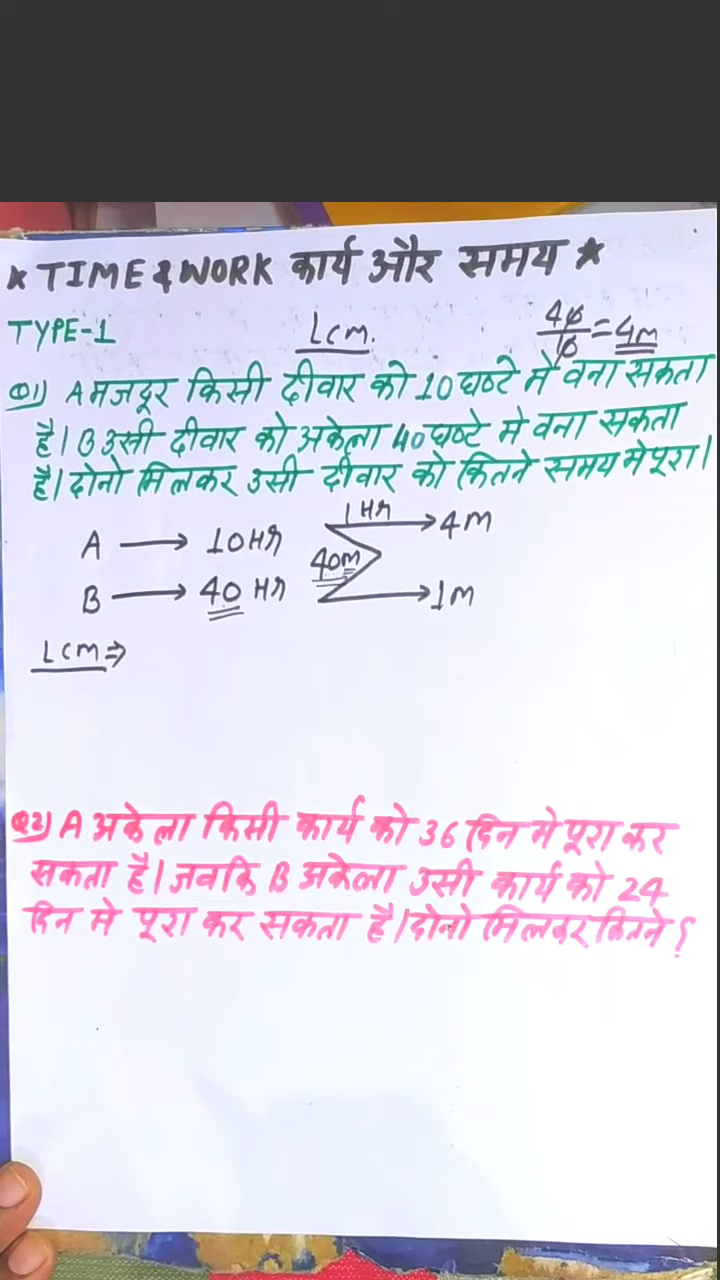 * TIME & WORK कार्य और समय *
TYPE-1 LCM. 40/10 = 4m
Q1) A मजदूर किसी दीवार को 10 घण्टे में वना सकता
है। B उसी दीवार को अकेला 40 घण्टे मे वना सकता
है। दोनो मिलकर उसी दीवार को कितने समय मे पूरा।
A → 10 Hr 1 Hr → 4m
40m
B → 40 Hr → 1m
LCM ⇒
Q2) A अकेला किसी कार्य को 36 दिन मे पूरा कर
सकता है। जबकि B अकेला उसी कार्य को 24
दिन मे पूरा कर सकता है। दोनो मिलकर कितने ?